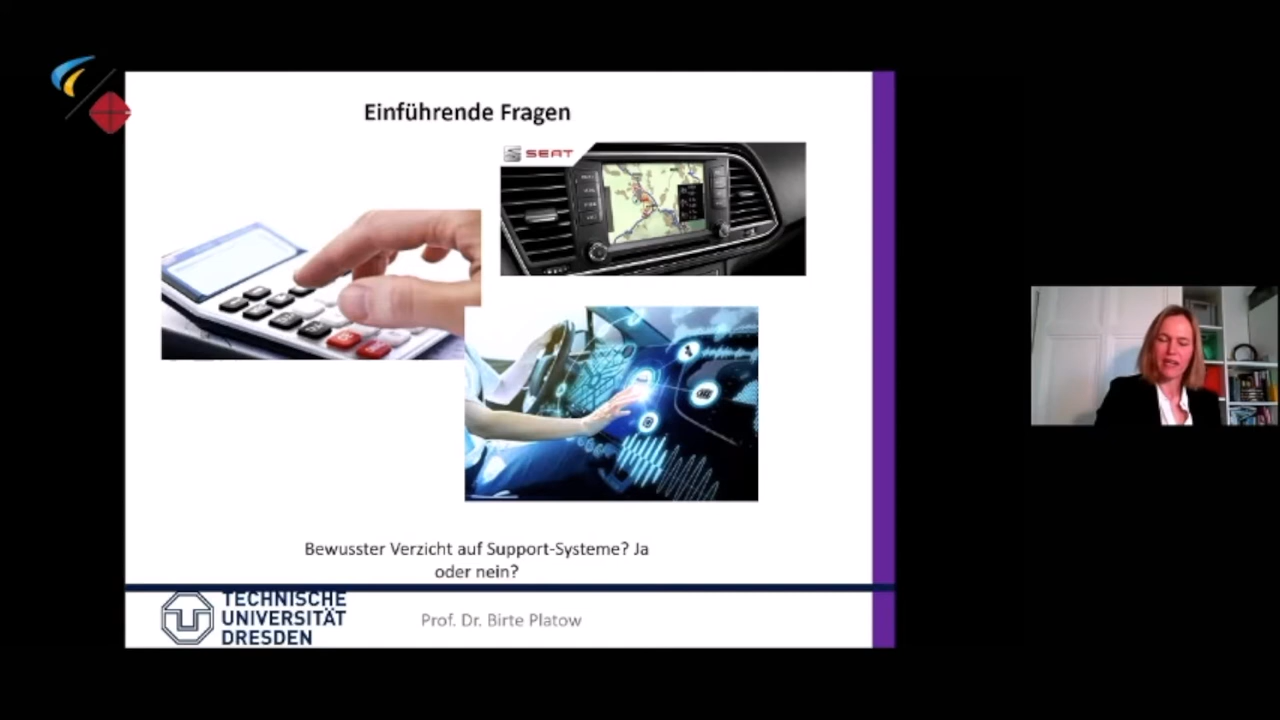 Einführende Fragen
SEAT
Bewusster Verzicht auf Support-Systeme? Ja
oder nein?
TECHNISCHE
UNIVERSITÄT
DRESDEN
Prof. Dr. Birte Platow